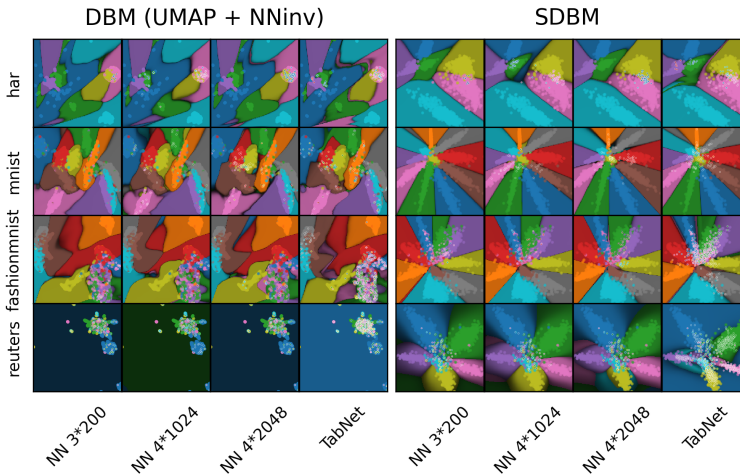 DBM (UMAP + NNinv)
SDBM
har
mnist
fashionmnist
reuters
NN 3*200
NN 4*1024
NN 4*2048
TabNet
NN 3*200
NN 4*1024
NN 4*2048
TabNet